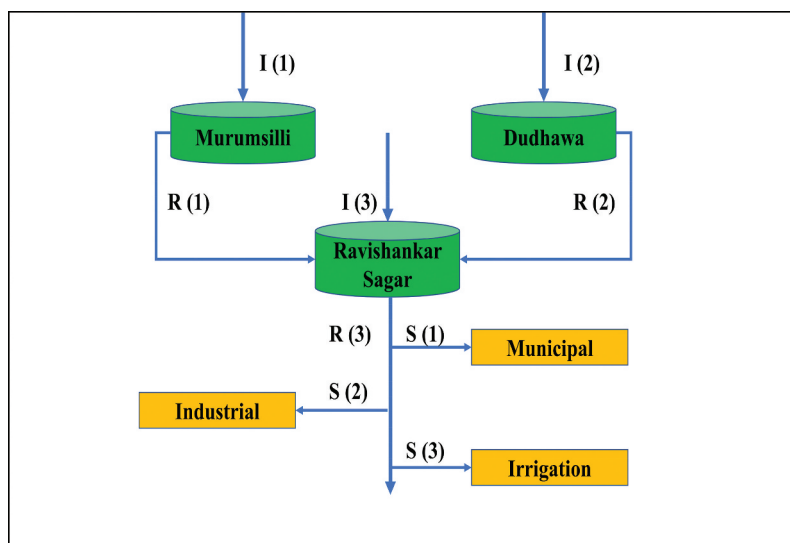 I (1)
I (2)
Murumsilli
Dudhawa
R (1)
I (3)
R (2)
Ravishankar
Sagar
R (3)
S (1)
Municipal
S (2)
Industrial
S (3)
Irrigation